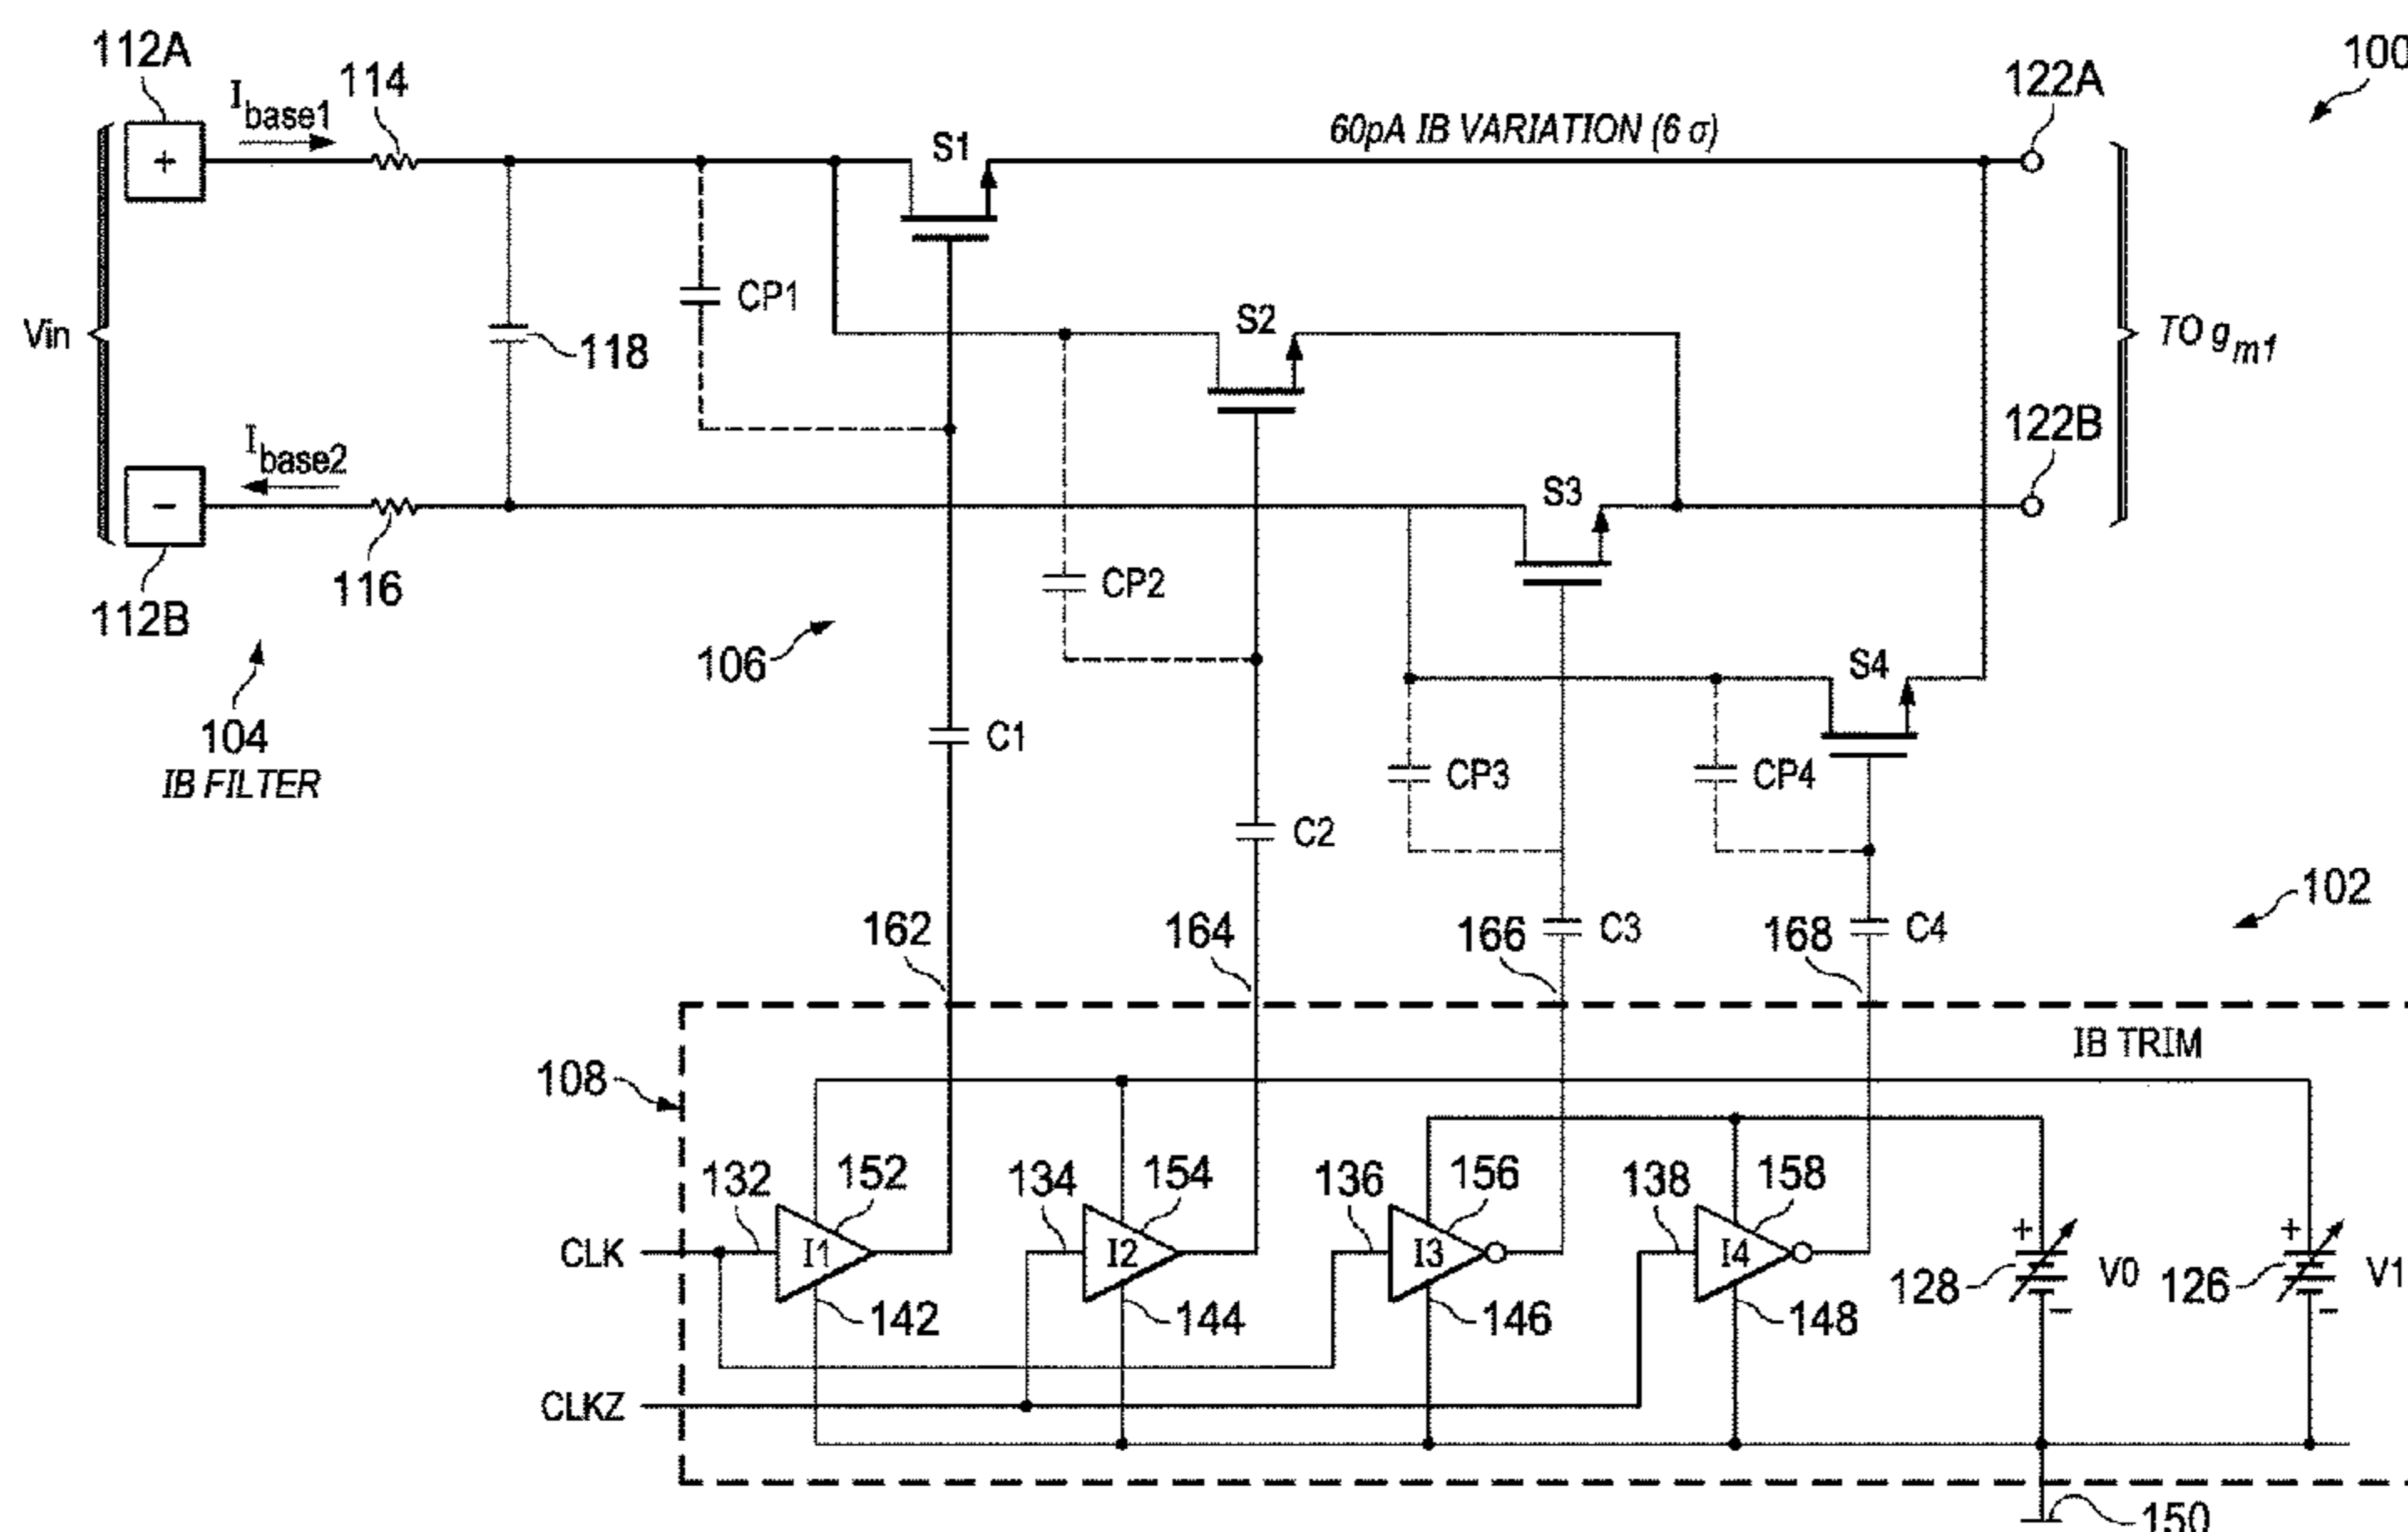 112A
I base1
114
S1
60pA IB VARIATION (6 σ)
122A
100
+
CP1
S2
Vin
118
TO g m1
I base2
122B
−
S3
116
CP2
112B
106
S4
104
IB FILTER
C1
CP3
CP4
C2
102
162
164
166
C3
168
C4
IB TRIM
108
132
152
134
154
136
156
138
158
CLK
I1
I2
I3
I4
+
128
V0
−
+
126
V1
−
142
144
146
148
CLKZ
150